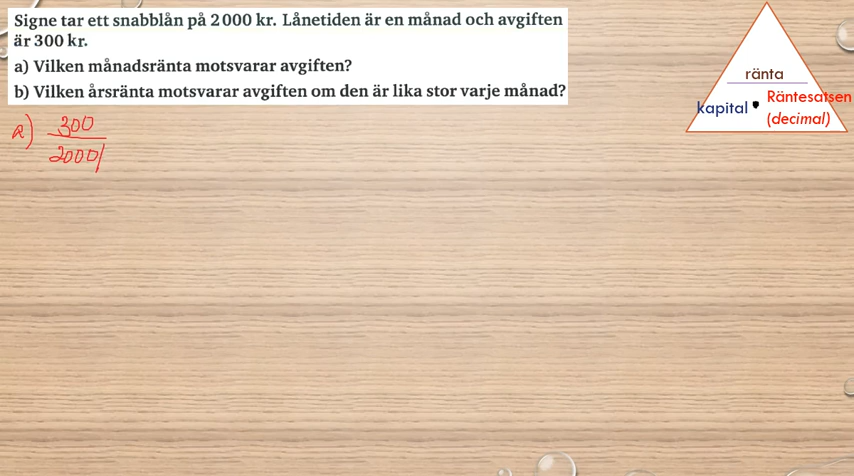 Signe tar ett snabblån på 2 000 kr. Lånetiden är en månad och avgiften
är 300 kr.
a) Vilken månadsränta motsvarar avgiften?
b) Vilken årsränta motsvarar avgiften om den är lika stor varje månad?
ränta
kapital • Räntesatsen
(decimal)
a) 300
2000